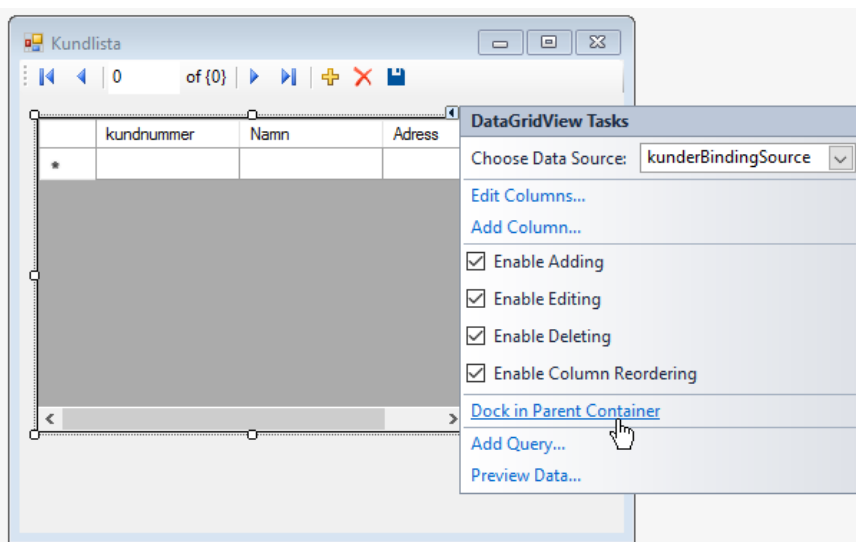 Kundlista
0 of {0}
kundnummer Namn Adress
*
DataGridView Tasks
Choose Data Source: kunderBindingSource
Edit Columns...
Add Column...
Enable Adding
Enable Editing
Enable Deleting
Enable Column Reordering
Dock in Parent Container
Add Query...
Preview Data...